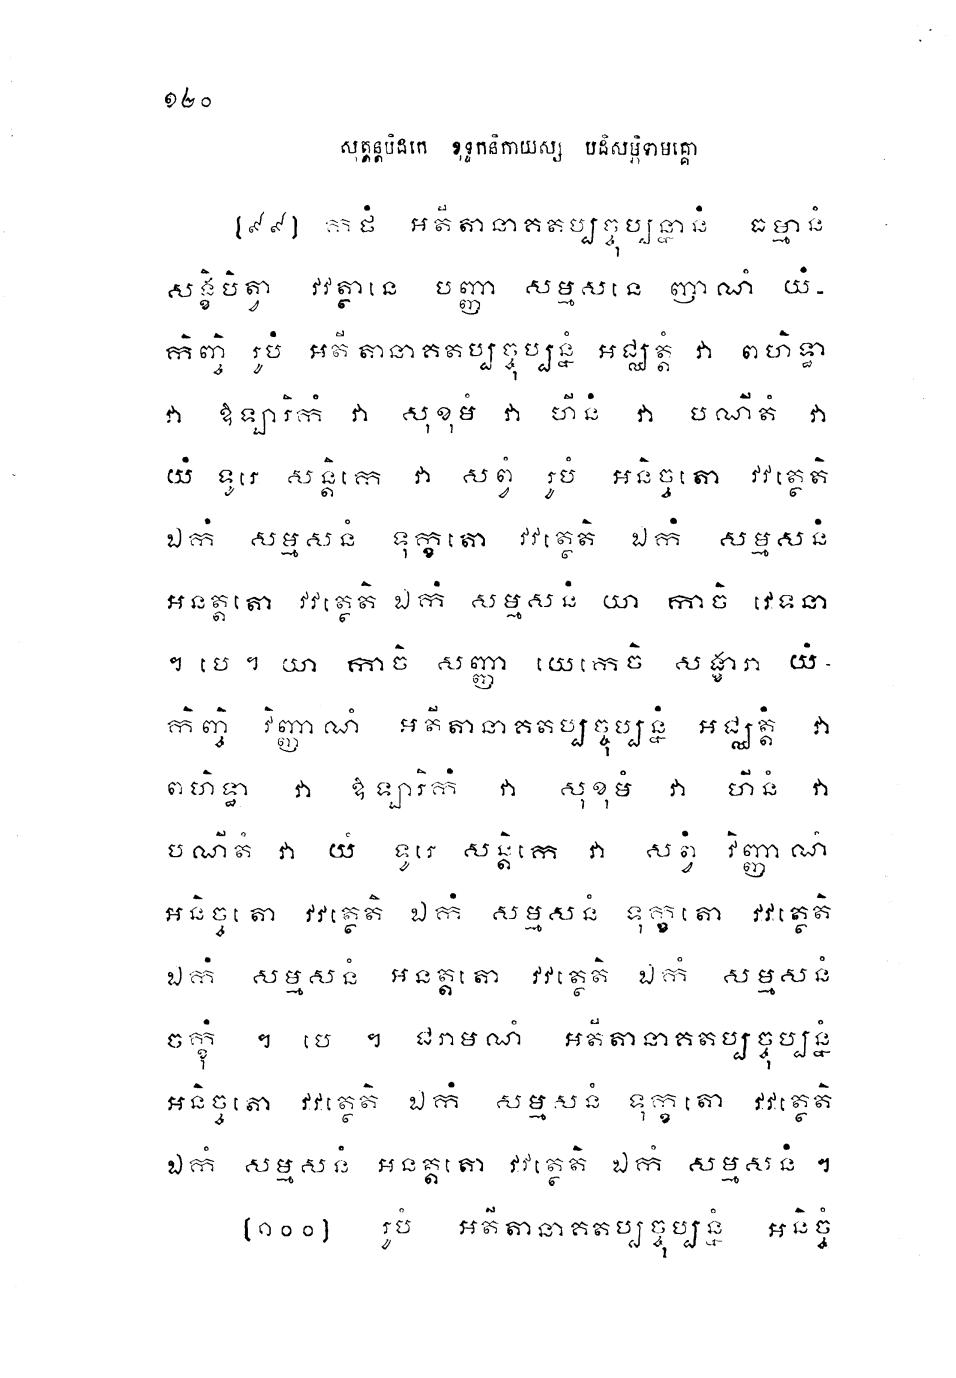 ១២០
សុត្តន្តបិដកេ ខុទ្ទកនិកាយស្ស បដិសម្ភិទាមគ្គោ
(៩៩) កថំ អតីតានាគតប្បច្ចុប្បន្នានំ ធម្មានំ
សង្ខិបិត្វា វវត្ថានេ បញ្ញា សម្មសនេ ញាណំ យំ-
កិញ្ចិ រូបំ អតីតានាគតប្បច្ចុប្បន្នំ អជ្ឈត្តំ វា ពហិទ្ធា
វា ឱឡារិកំ វា សុខុមំ វា ហីនំ វា បណីតំ វា
យំ ទូរេ សន្តិកេ វា សព្វំ រូបំ អនិច្ចតោ វវត្ថេតិ
ឯកំ សម្មសនំ ទុក្ខតោ វវត្ថេតិ ឯកំ សម្មសនំ
អនត្តតោ វវត្ថេតិ ឯកំ សម្មសនំ យា កាចិ វេទនា
។ បេ ។ យា កាចិ សញ្ញា យេកេចិ សង្ខារា យំ-
កិញ្ចិ វិញ្ញាណំ អតីតានាគតប្បច្ចុប្បន្នំ អជ្ឈត្តំ វា
ពហិទ្ធា វា ឱឡារិកំ វា សុខុមំ វា ហីនំ វា
បណីតំ វា យំ ទូរេ សន្តិកេ វា សព្វំ វិញ្ញាណំ
អនិច្ចតោ វវត្ថេតិ ឯកំ សម្មសនំ ទុក្ខតោ វវត្ថេតិ
ឯកំ សម្មសនំ អនត្តតោ វវត្ថេតិ ឯកំ សម្មសនំ
ចក្ខុំ ។ បេ ។ ជរាមរណំ អតីតានាគតប្បច្ចុប្បន្នំ
អនិច្ចតោ វវត្ថេតិ ឯកំ សម្មសនំ ទុក្ខតោ វវត្ថេតិ
ឯកំ សម្មសនំ អនត្តតោ វវត្ថេតិ ឯកំ សម្មសនំ ។
(១០០) រូបំ អតីតានាគតប្បច្ចុប្បន្នំ អនិច្ចំ